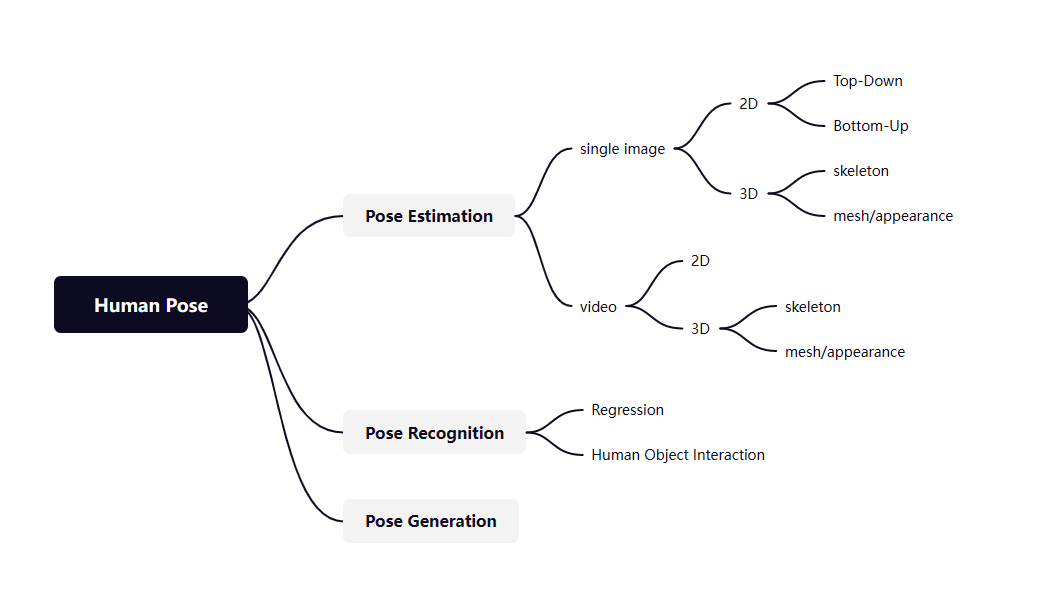 Human Pose
Pose Estimation
single image
2D
Top-Down
Bottom-Up
3D
skeleton
mesh/appearance
video
2D
3D
skeleton
mesh/appearance
Pose Recognition
Regression
Human Object Interaction
Pose Generation